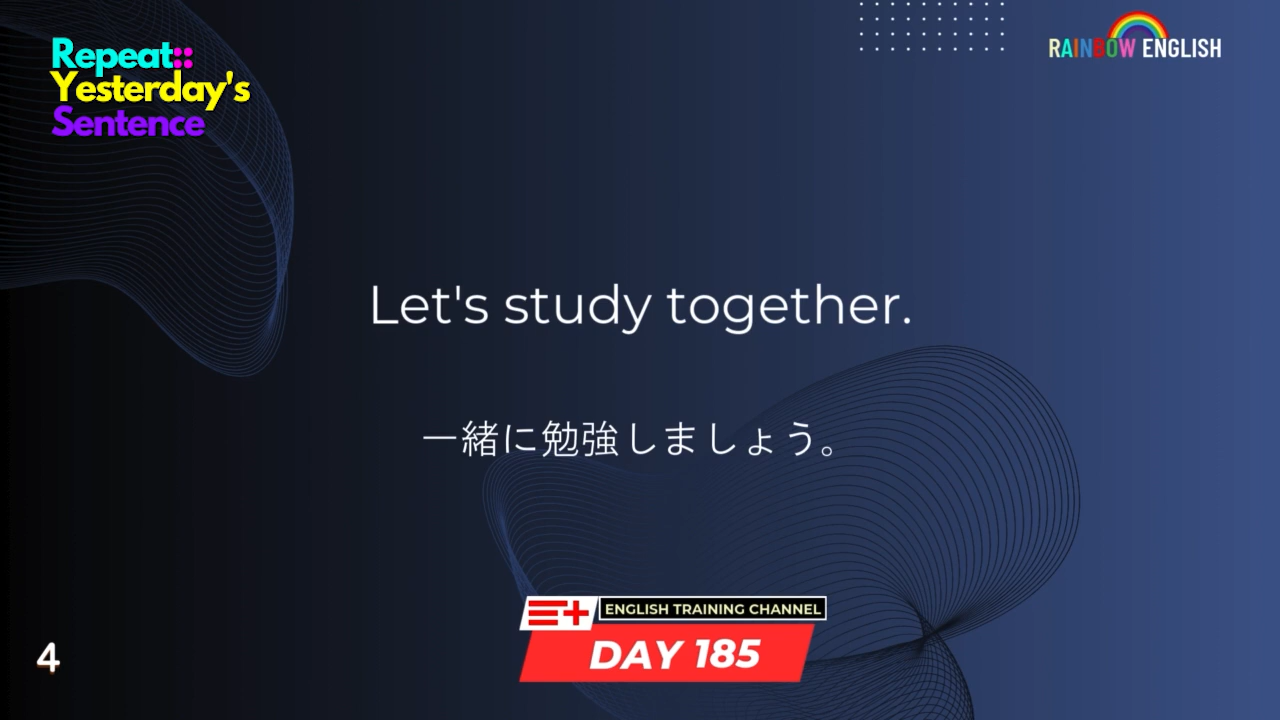 Repeat::
Yesterday's
Sentence
RAINBOW ENGLISH
Let's study together.
一緒に勉強しましょう。
E+ ENGLISH TRAINING CHANNEL
DAY 185
4